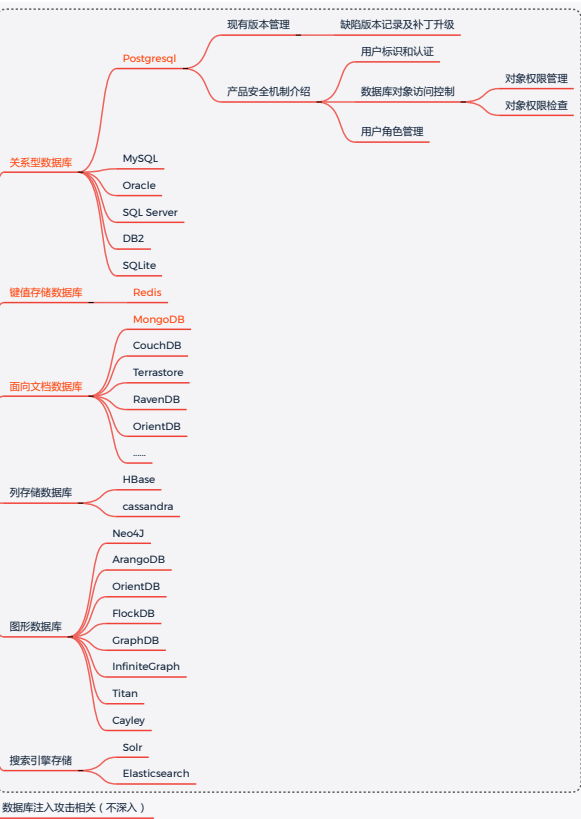 现有版本管理
缺陷版本记录及补丁升级
用户标识和认证
Postgresql
对象权限管理
产品安全机制介绍
数据库对象访问控制
对象权限检查
用户角色管理
关系型数据库
MySQL
Oracle
SQL Server
DB2
SQLite
键值存储数据库
Redis
MongoDB
CouchDB
Terrastore
面向文档数据库
RavenDB
OrientDB
......
列存储数据库
HBase
cassandra
Neo4J
ArangoDB
OrientDB
FlockDB
图形数据库
GraphDB
InfiniteGraph
Titan
Cayley
搜索引擎存储
Solr
Elasticsearch
数据库注入攻击相关（不深入）